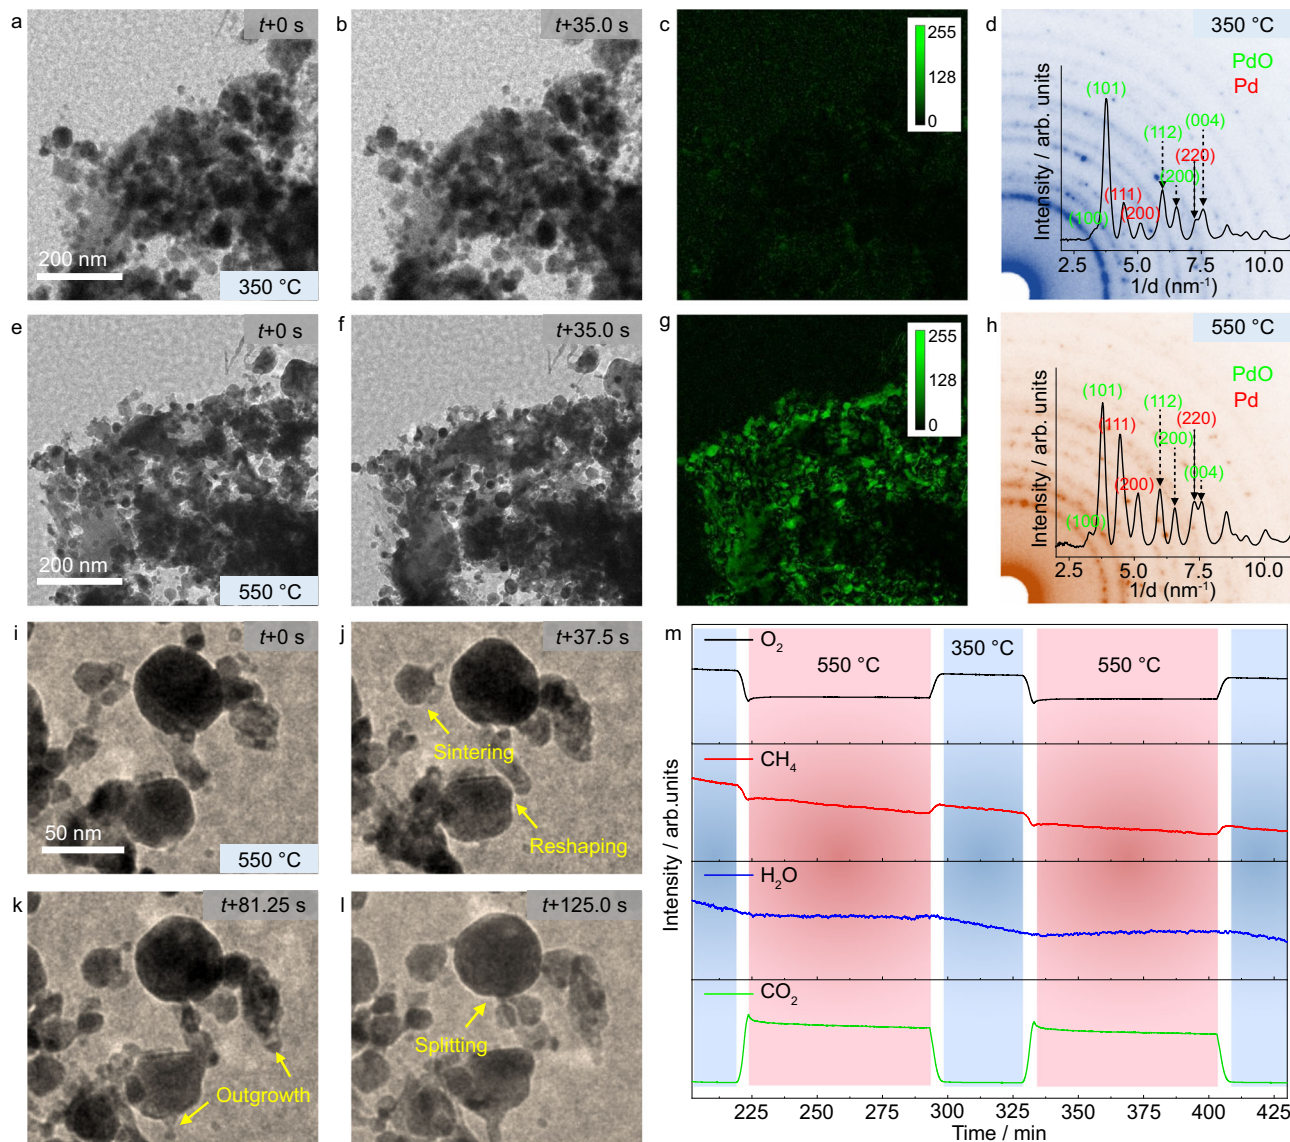 a
t+0 s
200 nm
350 °C
b
t+35.0 s
c
255
128
0
d
350 °C
PdO
Pd
(101)
(004)
(112)
(220)
(200)
(111)
(200)
(100)
Intensity / arb. units
2.5
5.0
7.5
10.0
1/d (nm-1)
e
t+0 s
200 nm
550 °C
f
t+35.0 s
g
255
128
0
h
550 °C
PdO
Pd
(101)
(112)
(220)
(111)
(200)
(004)
(200)
(100)
Intensity / arb. units
2.5
5.0
7.5
10.0
1/d (nm-1)
i
t+0 s
50 nm
550 °C
j
t+37.5 s
Sintering
Reshaping
k
t+81.25 s
Outgrowth
l
t+125.0 s
Splitting
m
O2
550 °C
350 °C
550 °C
CH4
H2O
CO2
Intensity / arb.units
225
250
275
300
325
350
375
400
425
Time / min